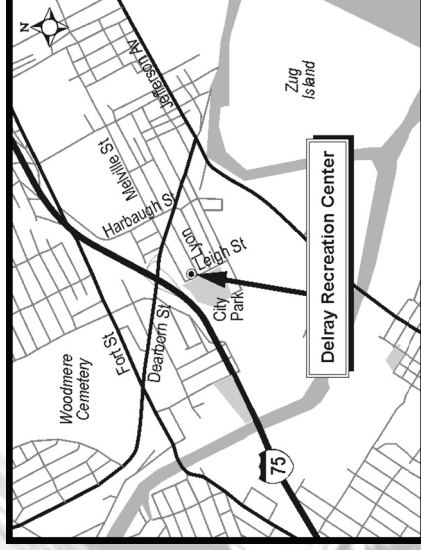 N
Jefferson Av
Zug
Island
Melville St
Harbaugh St
Lyon
Leigh St
City
Park
Delray Recreation Center
Dearborn St
Fort St
Woodmere
Cemetery
75